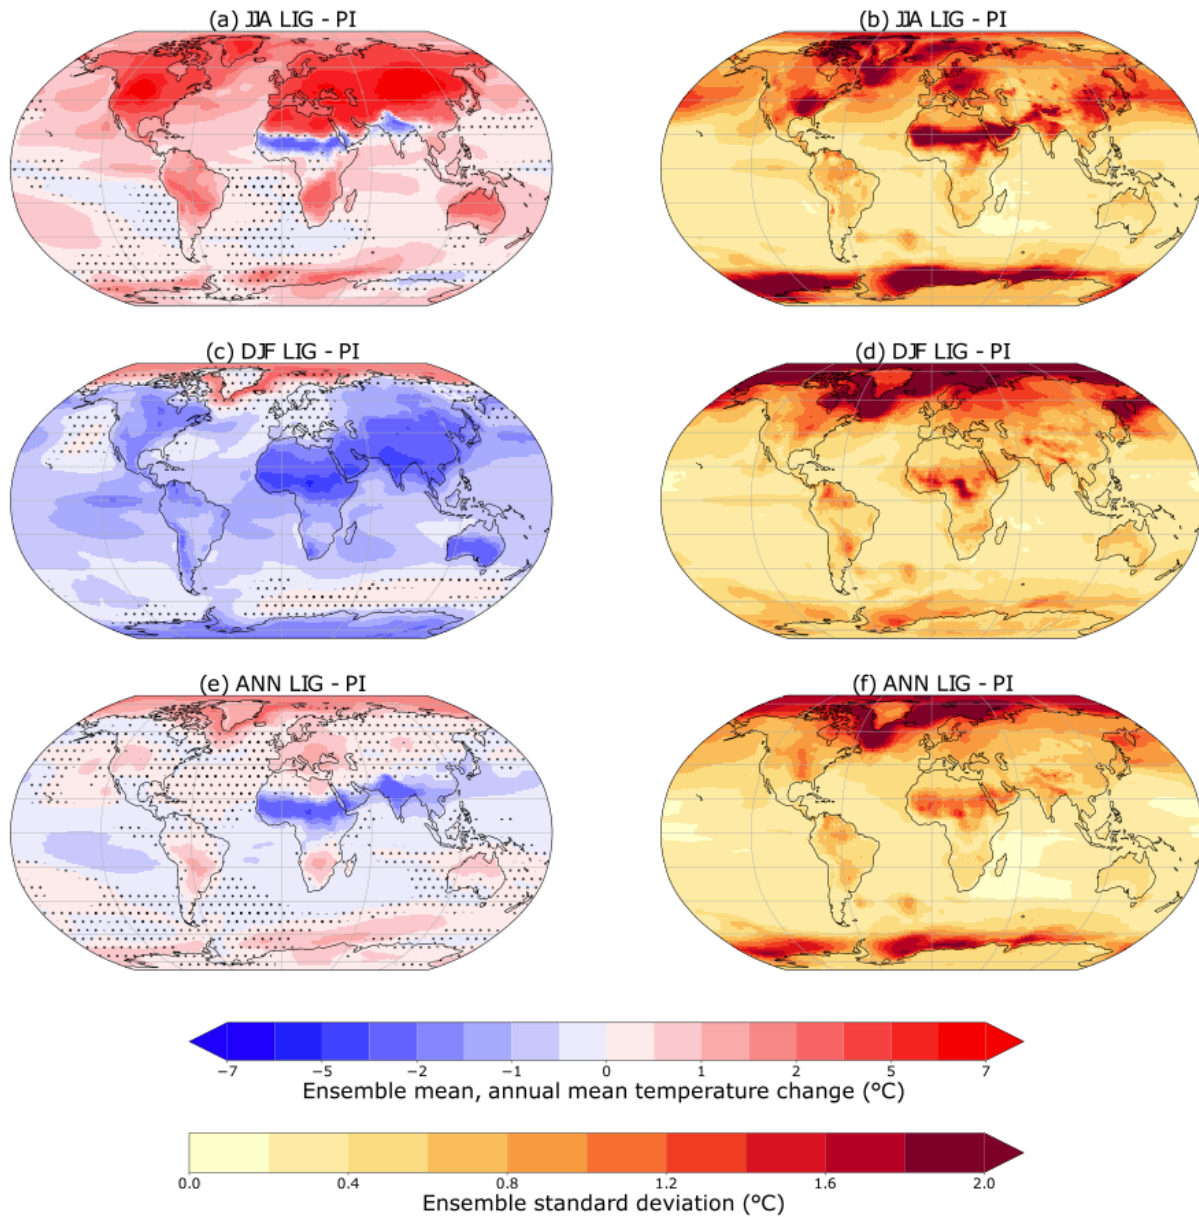 (a) JJA LIG - PI
(b) JJA LIG - PI
(c) DJF LIG - PI
(d) DJF LIG - PI
(e) ANN LIG - PI
(f) ANN LIG - PI
−7 −5 −2 −1 0 1 2 5 7
Ensemble mean, annual mean temperature change (°C)
0.0 0.4 0.8 1.2 1.6 2.0
Ensemble standard deviation (°C)